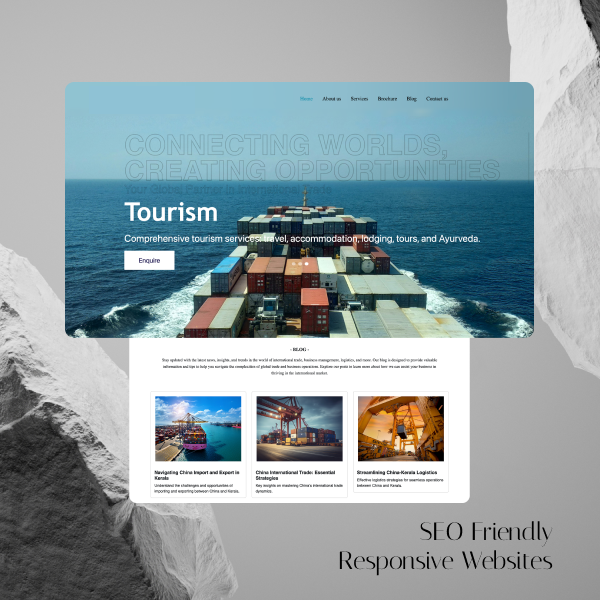 Home About us Services Brochure Blog Contact us
CONNECTING WORLDS,
CREATING OPPORTUNITIES
Your Global Partner in International Trade
Tourism
Comprehensive tourism services: travel, accommodation, lodging, tours, and Ayurveda.
Enquire
- BLOG -
Stay updated with the latest news, insights, and trends in the world of international trade, business management, logistics, and more. Our blog is designed to provide valuable
information and tips to help you navigate the complexities of global trade and business operations. Explore our posts to learn more about how we can assist your business in
thriving in the international market.
Navigating China Import and Export in
Kerala
Understand the challenges and opportunities of
importing and exporting between China and Kerala.
China International Trade: Essential
Strategies
Key insights on mastering China's international trade
dynamics.
Streamlining China-Kerala Logistics
Effective logistics strategies for seamless operations
between China and Kerala.
SEO Friendly
Responsive Websites